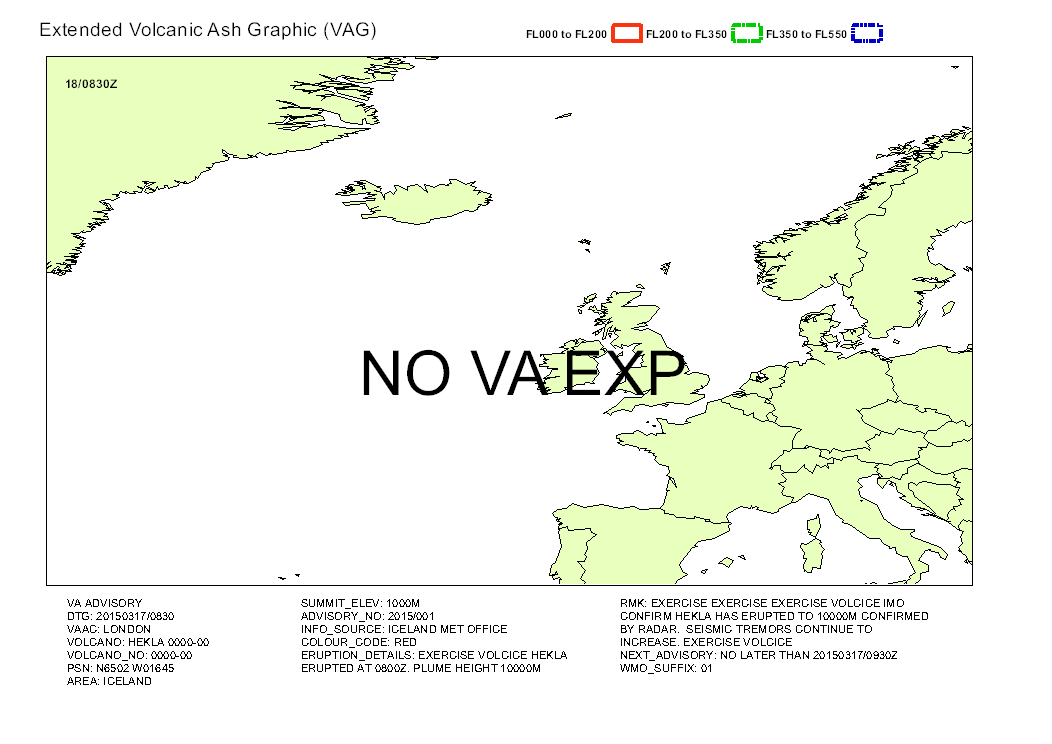 Extended Volcanic Ash Graphic (VAG)
FL000 to FL200 FL200 to FL350 FL350 to FL550
18/0830Z
NO VA EXP
VA ADVISORY
DTG: 20150317/0830
VAAC: LONDON
VOLCANO: HEKLA 0000-00
VOLCANO_NO: 0000-00
PSN: N6502 W01645
AREA: ICELAND
SUMMIT_ELEV: 1000M
ADVISORY_NO: 2015/001
INFO_SOURCE: ICELAND MET OFFICE
COLOUR_CODE: RED
ERUPTION_DETAILS: EXERCISE VOLCICE HEKLA
ERUPTED AT 0800Z. PLUME HEIGHT 10000M
RMK: EXERCISE EXERCISE EXERCISE VOLCICE IMO
CONFIRM HEKLA HAS ERUPTED TO 10000M CONFIRMED
BY RADAR. SEISMIC TREMORS CONTINUE TO
INCREASE. EXERCISE VOLCICE
NEXT_ADVISORY: NO LATER THAN 20150317/0930Z
WMO_SUFFIX: 01